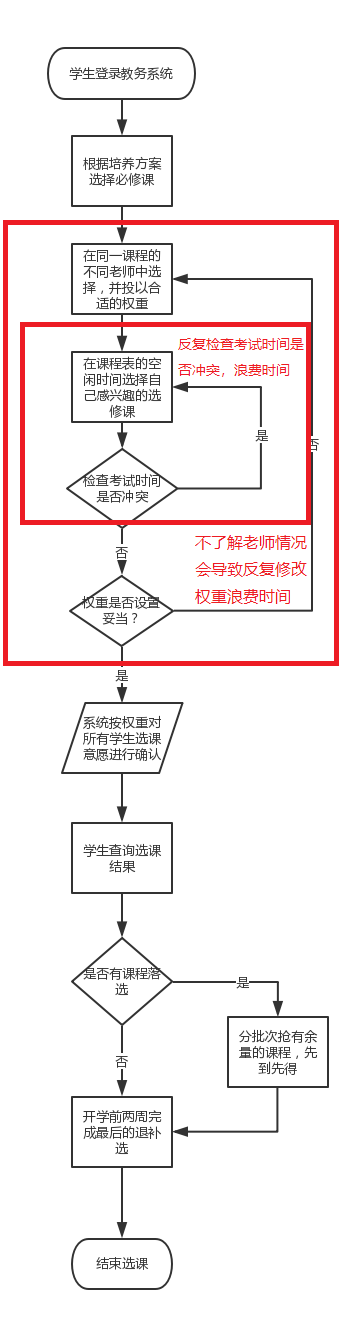 学生登录教务系统
根据培养方案
选择必修课
在同一课程的
不同老师中选
择，并投以合
适的权重
反复检查考试时间是
否冲突，浪费时间
在课程表的空
闲时间选择自
己感兴趣的选
修课
是
否
检查考试时间
是否冲突
否
不了解老师情况
会导致反复修改
权重浪费时间
权重是否设置
妥当？
是
系统按权重对
所有学生选课
意愿进行确认
学生查询选课
结果
是否有课程落
选
是
分批次抢有余
量的课程，先
到先得
否
开学前两周完
成最后的退补
选
结束选课